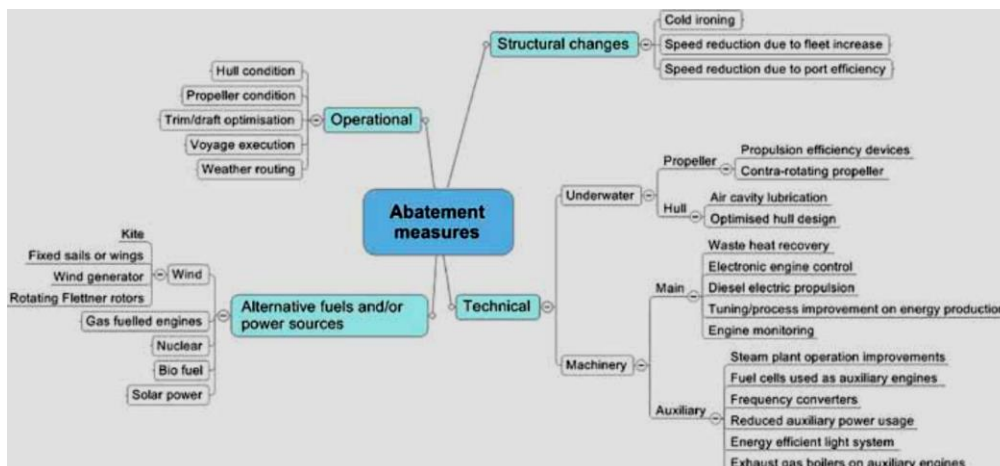 Cold ironing
Structural changes
Speed reduction due to fleet increase
Speed reduction due to port efficiency
Hull condition
Propeller condition
Trim/draft optimisation
Operational
Voyage execution
Weather routing
Abatement
measures
Kite
Fixed sails or wings
Wind
Wind generator
Rotating Flettner rotors
Alternative fuels and/or
power sources
Gas fuelled engines
Nuclear
Bio fuel
Solar power
Technical
Underwater
Propeller
Propulsion efficiency devices
Contra-rotating propeller
Hull
Air cavity lubrication
Optimised hull design
Machinery
Main
Waste heat recovery
Electronic engine control
Diesel electric propulsion
Tuning/process improvement on energy production
Engine monitoring
Auxiliary
Steam plant operation improvements
Fuel cells used as auxiliary engines
Frequency converters
Reduced auxiliary power usage
Energy efficient light system
Exhaust gas boilers on auxiliary engines